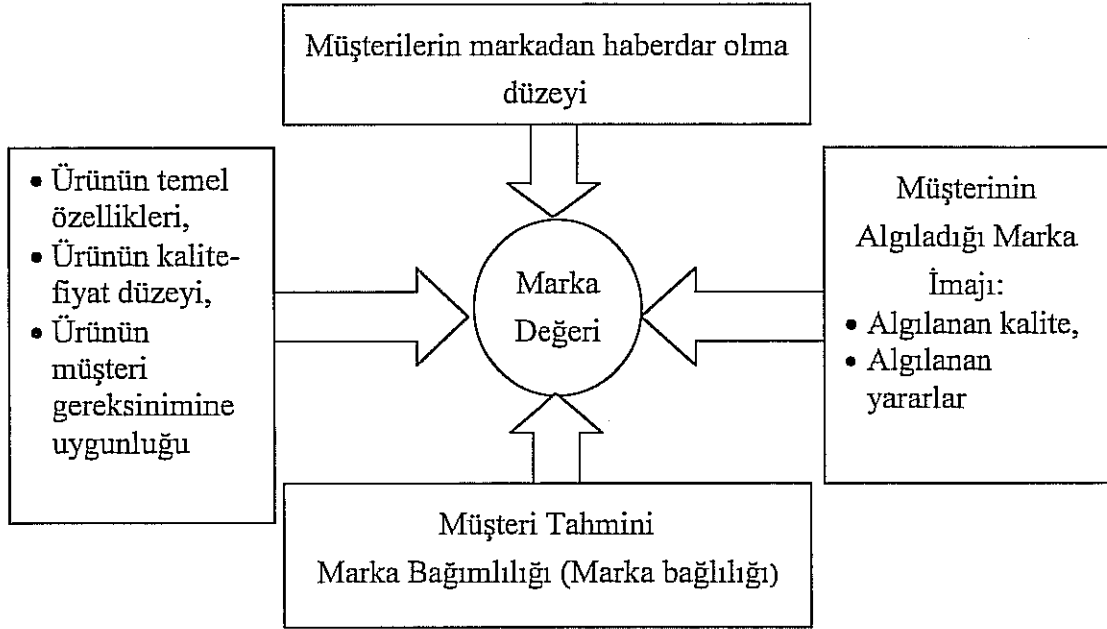 Müşterilerin markadan haberdar olma
düzeyi
• Ürünün temel
özellikleri,
• Ürünün kalite-
fiyat düzeyi,
• Ürünün
müşteri
gereksinimine
uygunluğu
Marka
Değeri
Müşterinin
Algıladığı Marka
İmajı:
• Algılanan kalite,
• Algılanan
yararlar
Müşteri Tahmini
Marka Bağımlılığı (Marka bağlılığı)